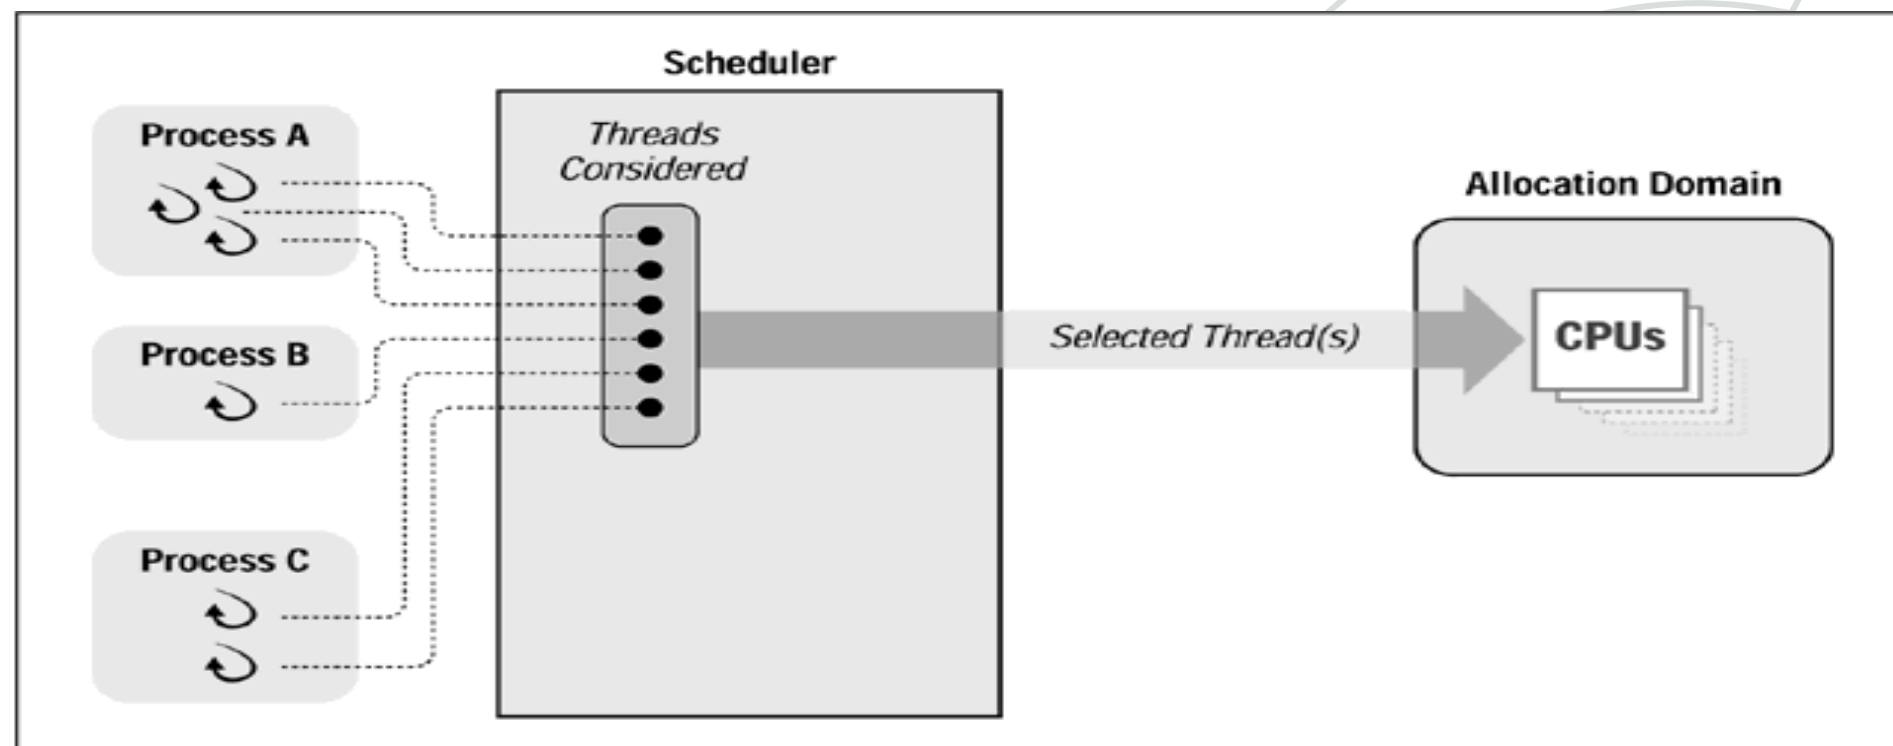 Scheduler
Process A
Threads
Considered
Allocation Domain
Process B
Selected Thread(s)
CPUs
Process C